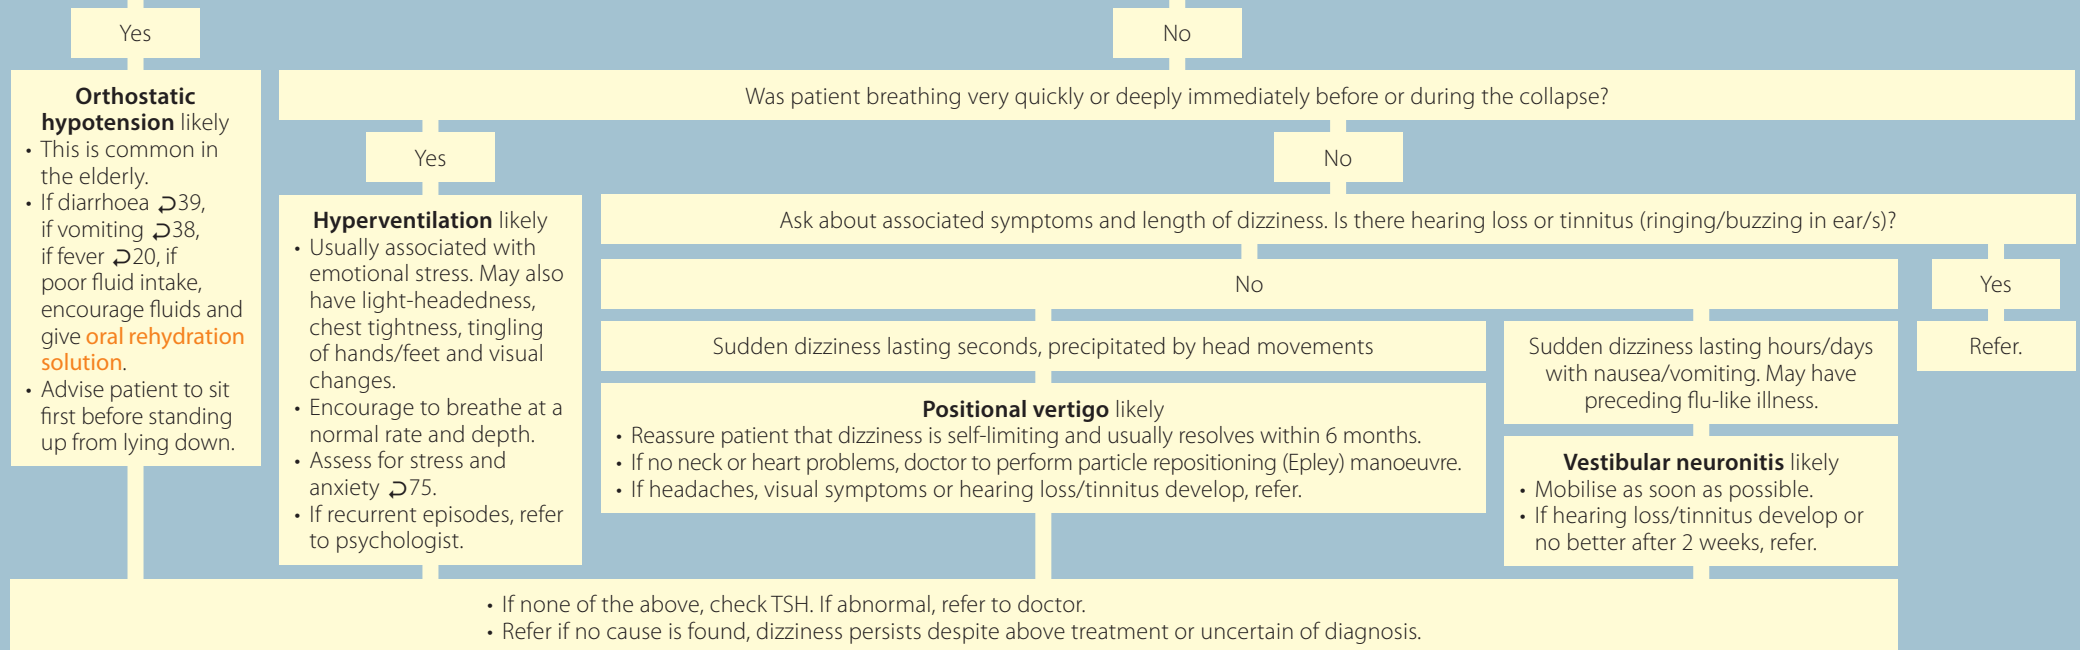 Yes
No
Orthostatic
hypotension likely
• This is common in
the elderly.
• If diarrhoea ⮌39,
if vomiting ⮌38,
if fever ⮌20, if
poor fluid intake,
encourage fluids and
give oral rehydration
solution.
• Advise patient to sit
first before standing
up from lying down.
Was patient breathing very quickly or deeply immediately before or during the collapse?
Yes
No
Hyperventilation likely
• Usually associated with
emotional stress. May also
have light-headedness,
chest tightness, tingling
of hands/feet and visual
changes.
• Encourage to breathe at a
normal rate and depth.
• Assess for stress and
anxiety ⮌75.
• If recurrent episodes, refer
to psychologist.
Ask about associated symptoms and length of dizziness. Is there hearing loss or tinnitus (ringing/buzzing in ear/s)?
No
Yes
Sudden dizziness lasting seconds, precipitated by head movements
Positional vertigo likely
• Reassure patient that dizziness is self-limiting and usually resolves within 6 months.
• If no neck or heart problems, doctor to perform particle repositioning (Epley) manoeuvre.
• If headaches, visual symptoms or hearing loss/tinnitus develop, refer.
Sudden dizziness lasting hours/days
with nausea/vomiting. May have
preceding flu-like illness.
Vestibular neuronitis likely
• Mobilise as soon as possible.
• If hearing loss/tinnitus develop or
no better after 2 weeks, refer.
Refer.
• If none of the above, check TSH. If abnormal, refer to doctor.
• Refer if no cause is found, dizziness persists despite above treatment or uncertain of diagnosis.